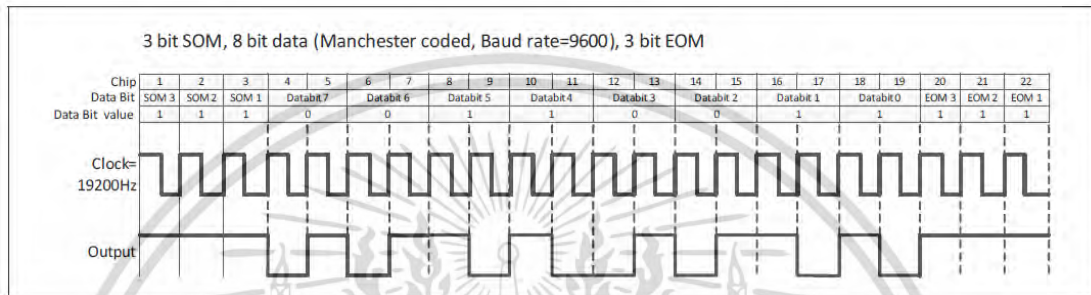 3 bit SOM, 8 bit data (Manchester coded, Baud rate=9600), 3 bit EOM
Chip 1 2 3 4 5 6 7 8 9 10 11 12 13 14 15 16 17 18 19 20 21 22
Data Bit SOM 3 SOM 2 SOM 1 Databit7 Databit 6 Databit 5 Databit 4 Databit 3 Databit 2 Databit 1 Databit 0 EOM 3 EOM 2 EOM 1
Data Bit value 1 1 1 0 0 1 1 0 0 1 1 1 1 1
Clock=
19200Hz
Output